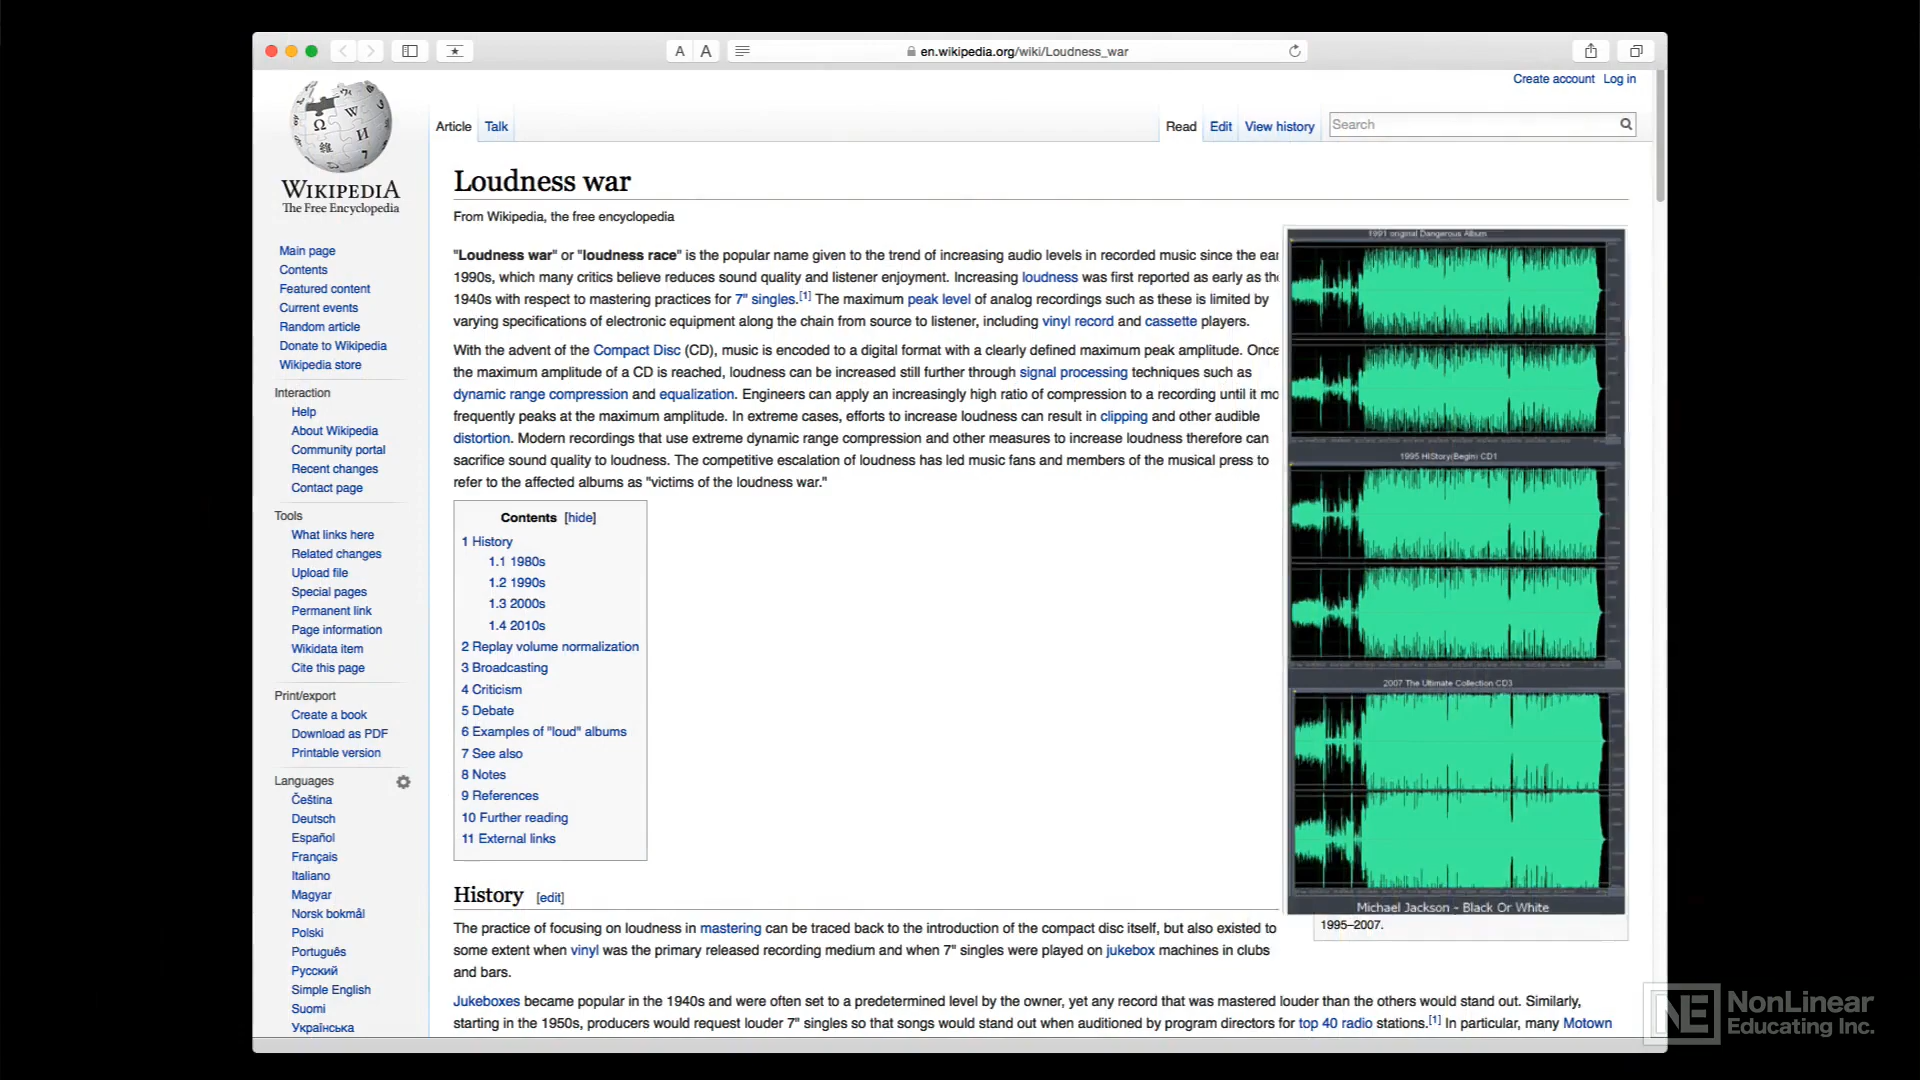 A A
en.wikipedia.org/wiki/Loudness_war
Create account Log in
WIKIPEDIA
The Free Encyclopedia
Article Talk
Read Edit View history Search
Main page
Contents
Featured content
Current events
Random article
Donate to Wikipedia
Wikipedia store
Interaction
Help
About Wikipedia
Community portal
Recent changes
Contact page
Tools
What links here
Related changes
Upload file
Special pages
Permanent link
Page information
Wikidata item
Cite this page
Print/export
Create a book
Download as PDF
Printable version
Languages
Čeština
Deutsch
Español
Français
Italiano
Magyar
Norsk bokmål
Polski
Português
Русский
Simple English
Suomi
Українська
Loudness war
From Wikipedia, the free encyclopedia
"Loudness war" or "loudness race" is the popular name given to the trend of increasing audio levels in recorded music since the ear
1990s, which many critics believe reduces sound quality and listener enjoyment. Increasing loudness was first reported as early as th
1940s with respect to mastering practices for 7" singles.[1] The maximum peak level of analog recordings such as these is limited by
varying specifications of electronic equipment along the chain from source to listener, including vinyl record and cassette players.
With the advent of the Compact Disc (CD), music is encoded to a digital format with a clearly defined maximum peak amplitude. Once
the maximum amplitude of a CD is reached, loudness can be increased still further through signal processing techniques such as
dynamic range compression and equalization. Engineers can apply an increasingly high ratio of compression to a recording until it mo
frequently peaks at the maximum amplitude. In extreme cases, efforts to increase loudness can result in clipping and other audible
distortion. Modern recordings that use extreme dynamic range compression and other measures to increase loudness therefore can
sacrifice sound quality to loudness. The competitive escalation of loudness has led music fans and members of the musical press to
refer to the affected albums as "victims of the loudness war."
Contents [hide]
1 History
1.1 1980s
1.2 1990s
1.3 2000s
1.4 2010s
2 Replay volume normalization
3 Broadcasting
4 Criticism
5 Debate
6 Examples of "loud" albums
7 See also
8 Notes
9 References
10 Further reading
11 External links
History [edit]
The practice of focusing on loudness in mastering can be traced back to the introduction of the compact disc itself, but also existed to
some extent when vinyl was the primary released recording medium and when 7" singles were played on jukebox machines in clubs
and bars.
Jukeboxes became popular in the 1940s and were often set to a predetermined level by the owner, yet any record that was mastered louder than the others would stand out. Similarly,
starting in the 1950s, producers would request louder 7" singles so that songs would stand out when auditioned by program directors for top 40 radio stations.[1] In particular, many Motown
1991 original Dangerous Album
1995 HIStory(Begin) CD1
2007 The Ultimate Collection CD3
Michael Jackson - Black Or White
1995–2007.
NE NonLinear
Educating Inc.